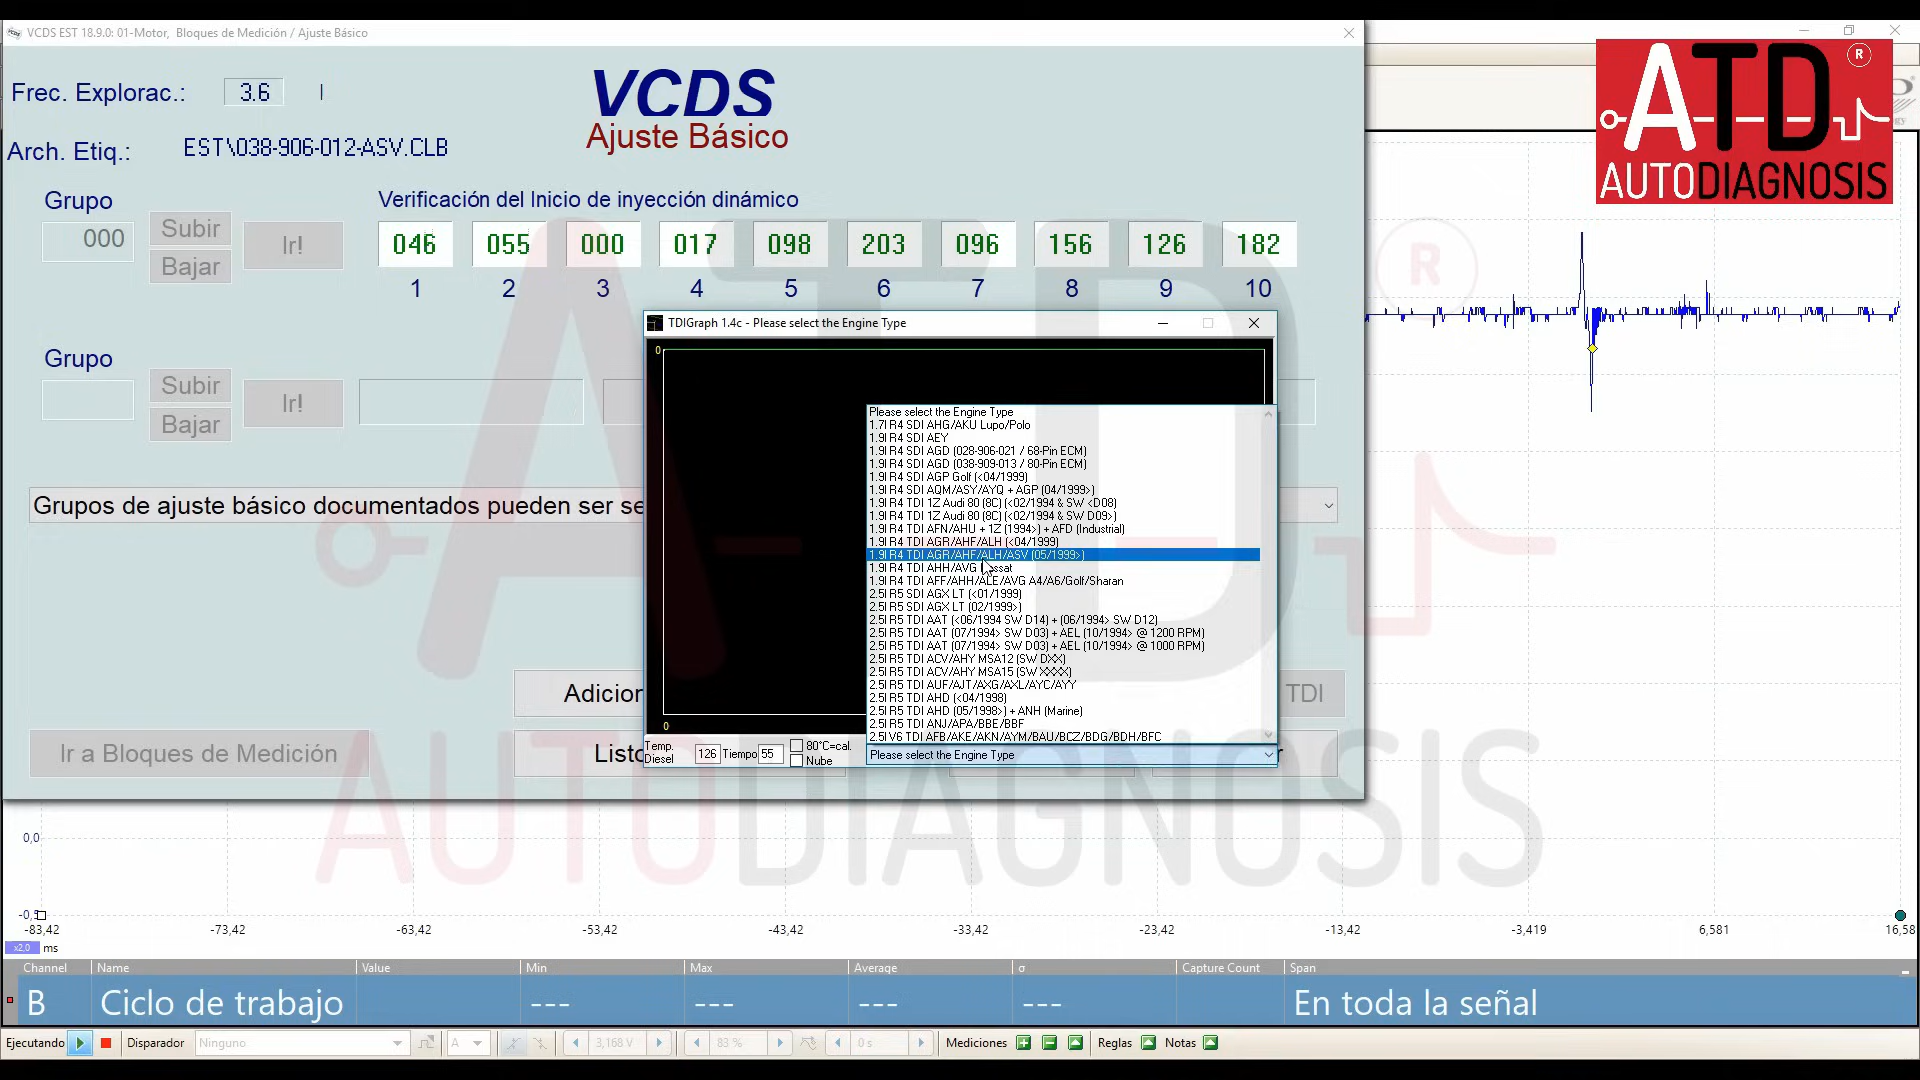 VCDS EST 18.9.0: 01-Motor, Bloques de Medición / Ajuste Básico
Frec. Explorac.: 3.6
VCDS
Ajuste Básico
Arch. Etiq.: EST\038-906-012-ASV.CLB
ATD ®
AUTODIAGNOSIS
Grupo
Verificación del Inicio de inyección dinámico
000 Subir Bajar Ir!
046 055 000 017 098 203 096 156 126 182
1 2 3 4 5 6 7 8 9 10
TDIGraph 1.4c - Please select the Engine Type
Grupo
Subir Bajar Ir!
0
Please select the Engine Type
1.7l R4 SDI AHG/AKU Lupo/Polo
1.9l R4 SDI AEY
1.9l R4 SDI AGD (028-906-021 / 68-Pin ECM)
1.9l R4 SDI AGD (038-909-013 / 80-Pin ECM)
1.9l R4 SDI AGP Golf (<04/1999)
1.9l R4 SDI AQM/ASY/AYQ + AGP (04/1999>)
1.9l R4 TDI 1Z Audi 80 (8C) (<02/1994 & SW <D08)
1.9l R4 TDI 1Z Audi 80 (8C) (<02/1994 & SW D09>)
1.9l R4 TDI AFN/AHU + 1Z (1994>) + AFD (Industrial)
1.9l R4 TDI AGR/AHF/ALH (<04/1999)
1.9l R4 TDI AGR/AHF/ALH/ASV (05/1999>)
1.9l R4 TDI AHH/AVG
1.9l R4 TDI AFF/AHH/ALE/AVG A4/A6/Golf/Sharan
2.5l R5 SDI AGX LT (<01/1999)
2.5l R5 SDI AGX LT (02/1999>)
2.5l R5 TDI AAT (<06/1994 SW D14) + (06/1994> SW D12)
2.5l R5 TDI AAT (07/1994> SW D03) + AEL (10/1994> @ 1200 RPM)
2.5l R5 TDI AAT (07/1994> SW D03) + AEL (10/1994> @ 1000 RPM)
2.5l R5 TDI ACV/AHY MSA12 (SW DXX)
2.5l R5 TDI ACV/AHY MSA15 (SW XXXX)
2.5l R5 TDI AUF/AJT/AXG/AXL/AYC/AYY
2.5l R5 TDI AHD (<04/1998)
2.5l R5 TDI AHD (05/1998>) + ANH (Marine)
2.5l R5 TDI ANJ/APA/BBE/BBF
2.5l V6 TDI AFB/AKE/AKN/AYM/BAU/BCZ/BDG/BDH/BFC
Grupos de ajuste básico documentados pueden ser se
Adicior
TDI
0
Temp. Diesel 126 Tiempo 55 80°C=cal. Nube
Please select the Engine Type
Ir a Bloques de Medición
Listo
ATD ®
AUTODIAGNOSIS
0,0
-83,42 -73,42 -63,42 -53,42 -43,42 -33,42 -23,42 -13,42 -3,419 6,581 16,58
x2,0 ms
Channel Name Value Min Max Average σ Capture Count Span
B Ciclo de trabajo --- --- --- --- En toda la señal
Ejecutando Disparador Ninguno A 3,168 V 83 % 0 s Mediciones Reglas Notas